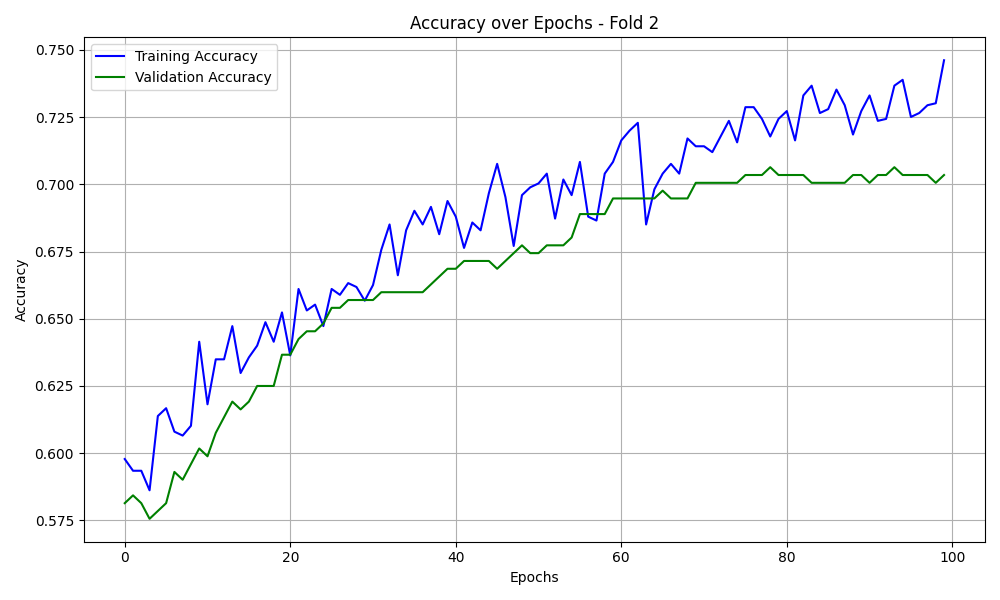 Accuracy over Epochs - Fold 2
Training Accuracy
Validation Accuracy
0.750
0.725
0.700
0.675
0.650
0.625
0.600
0.575
Accuracy
0 20 40 60 80 100
Epochs